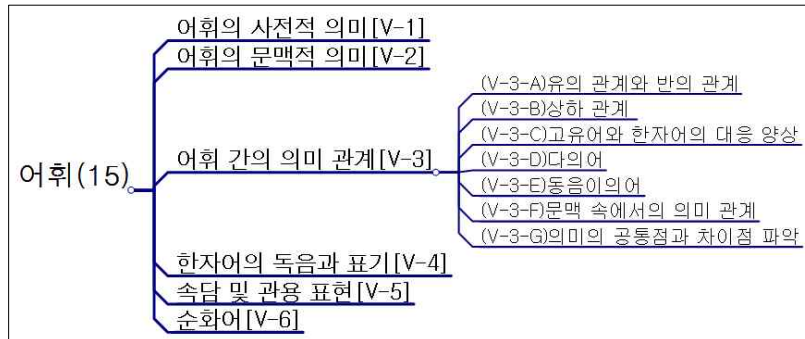 어휘(15)
어휘의 사전적 의미[V-1]
어휘의 문맥적 의미[V-2]
어휘 간의 의미 관계[V-3]
(V-3-A)유의 관계와 반의 관계
(V-3-B)상하 관계
(V-3-C)고유어와 한자어의 대응 양상
(V-3-D)다의어
(V-3-E)동음이의어
(V-3-F)문맥 속에서의 의미 관계
(V-3-G)의미의 공통점과 차이점 파악
한자어의 독음과 표기[V-4]
속담 및 관용 표현[V-5]
순화어[V-6]